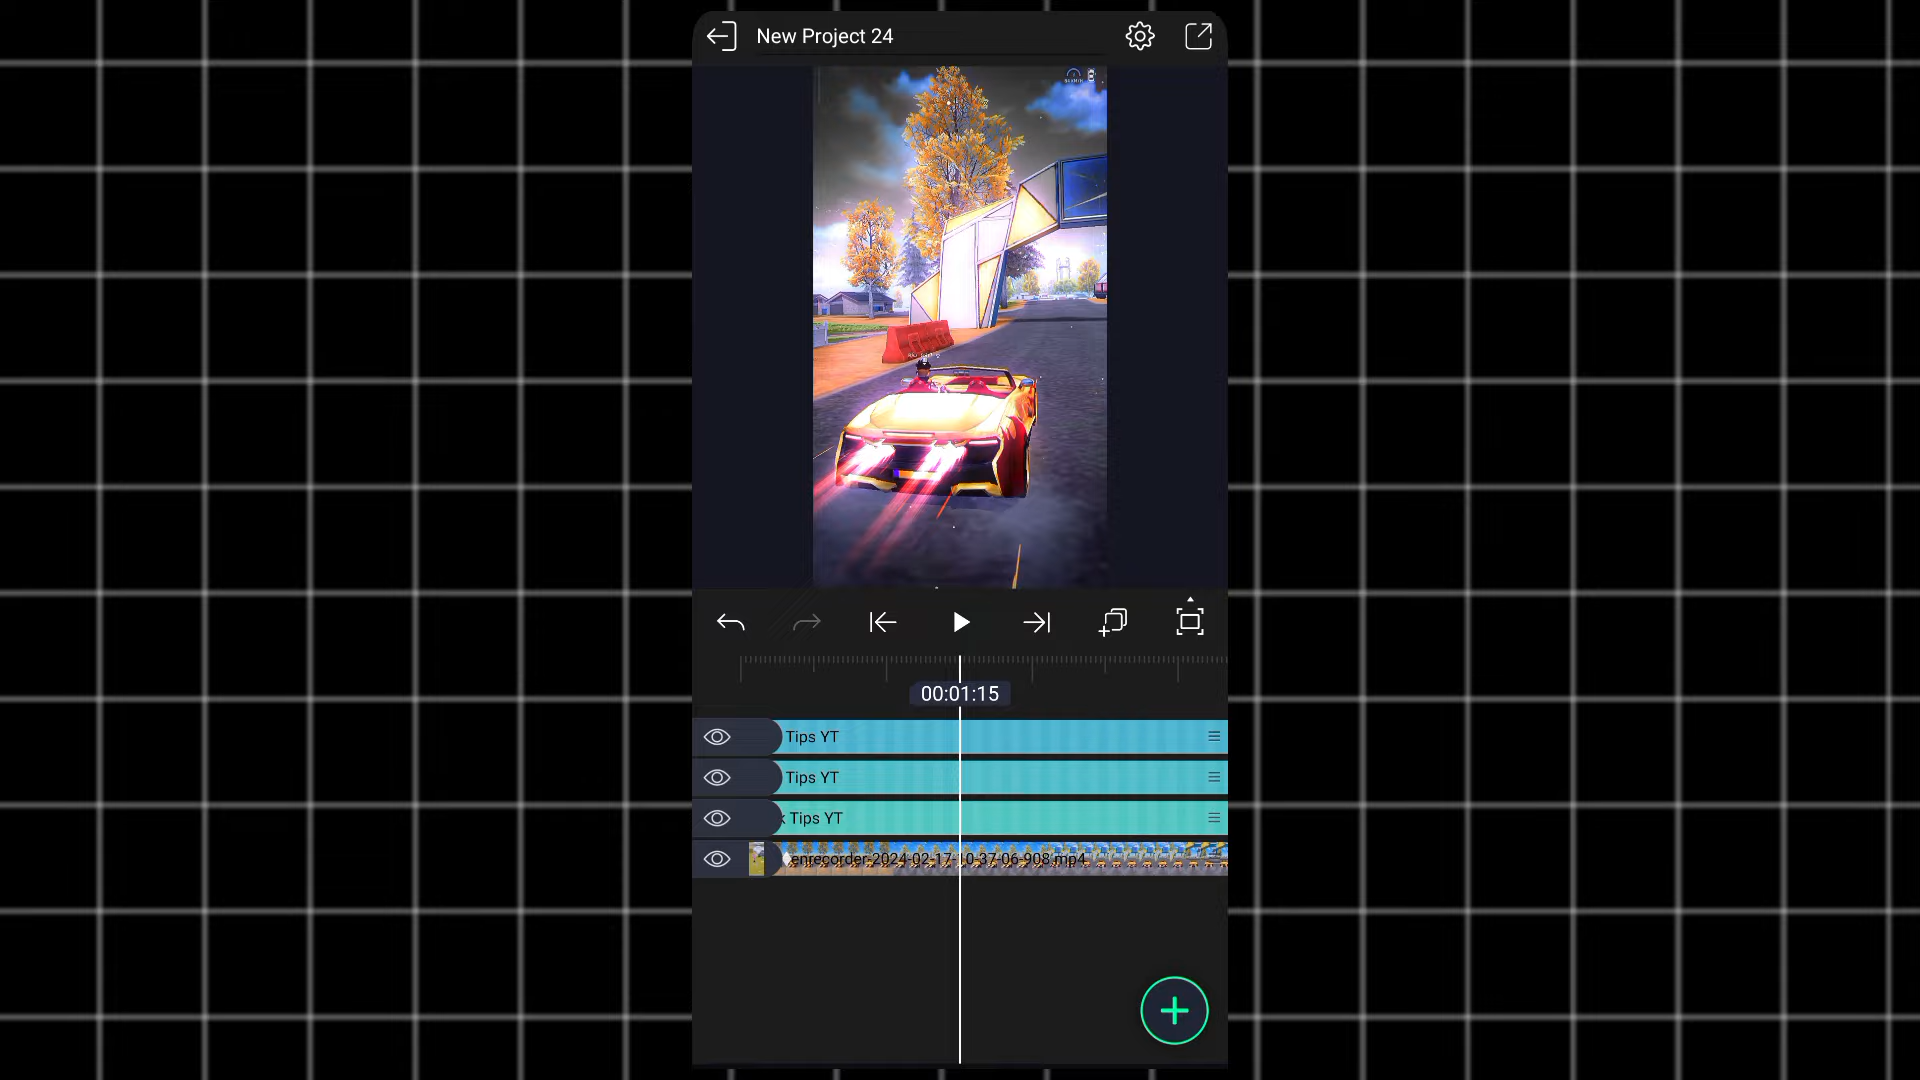 New Project 24
00:01:15
Tips YT
Tips YT
Tips YT
enrecorder-2024-02-17-10-37-06-908.mp4